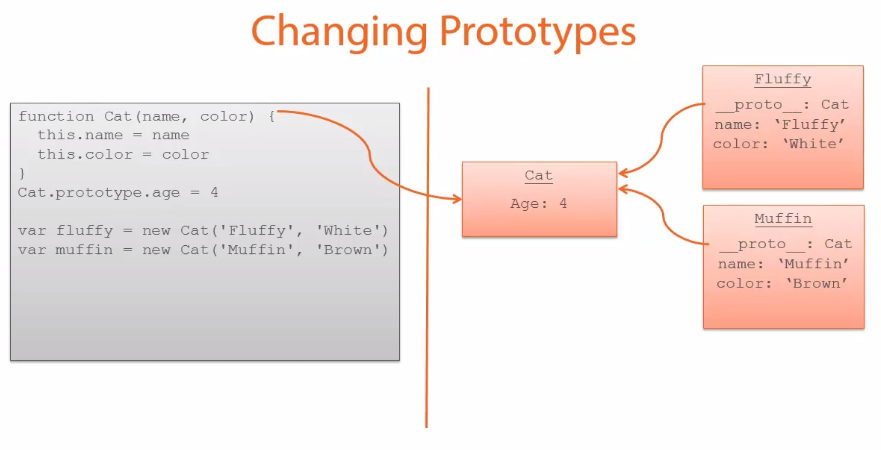 Changing Prototypes
function Cat(name, color) {
  this.name = name
  this.color = color
}
Cat.prototype.age = 4
var fluffy = new Cat('Fluffy', 'White')
var muffin = new Cat('Muffin', 'Brown')
Cat
Age: 4
Fluffy
__proto__: Cat
name: ‘Fluffy’
color: ‘White’
Muffin
__proto__: Cat
name: ‘Muffin’
color: ‘Brown’